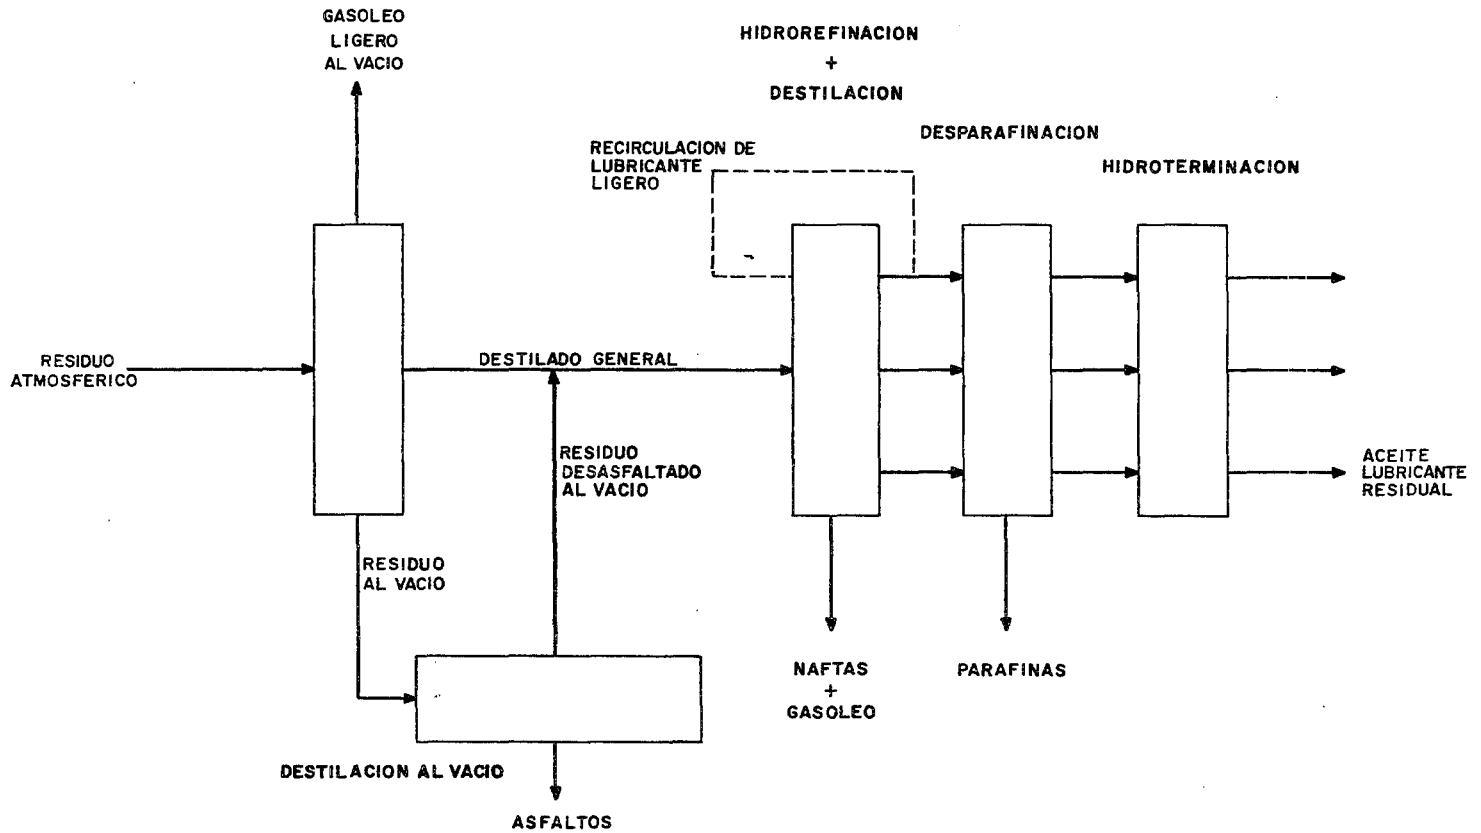 GASOLEO
LIGERO
AL VACIO
HIDROREFINACION
+
DESTILACION
DESPARAFINACION
HIDROTERMINACION
RECIRCULACION DE
LUBRICANTE
LIGERO
RESIDUO
ATMOSFERICO
DESTILADO GENERAL
RESIDUO
DESASFALTADO
AL VACIO
ACEITE
LUBRICANTE
RESIDUAL
RESIDUO
AL VACIO
NAFTAS
+
GASOLEO
PARAFINAS
DESTILACION AL VACIO
ASFALTOS